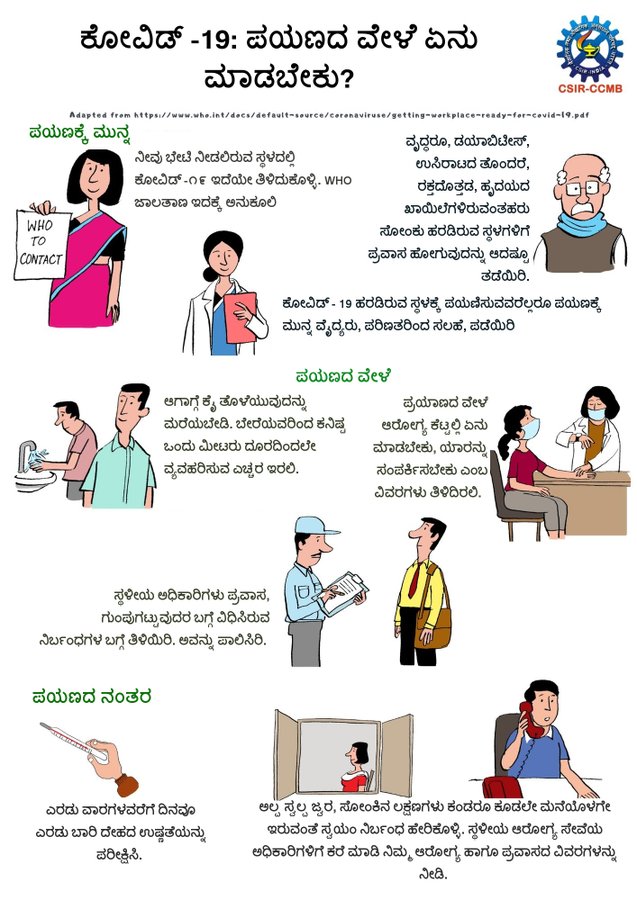 ಕೋವಿಡ್ -19: ಪಯಣದ ವೇಳೆ ಏನು
ಮಾಡಬೇಕು?
CSIR-INDIA
CSIR-CCMB
Adapted from https://www.who.int/docs/default-source/coronaviruse/getting-workplace-ready-for-covid-19.pdf
ಪಯಣಕ್ಕೆ ಮುನ್ನ
ನೀವು ಭೇಟಿ ನೀಡಲಿರುವ ಸ್ಥಳದಲ್ಲಿ
ಕೋವಿಡ್ -೧೯ ಇದೆಯೇ ತಿಳಿದುಕೊಳ್ಳಿ. WHO
ಜಾಲತಾಣ ಇದಕ್ಕೆ ಅನುಕೂಲಿ
WHO
TO
CONTACT
ವೃದ್ಧರೂ, ಡಯಾಬಿಟೀಸ್,
ಉಸಿರಾಟದ ತೊಂದರೆ,
ರಕ್ತದೊತ್ತಡ, ಹೃದಯದ
ಖಾಯಿಲೆಗಳಿರುವಂತಹರು
ಸೋಂಕು ಹರಡಿರುವ ಸ್ಥಳಗಳಿಗೆ
ಪ್ರವಾಸ ಹೋಗುವುದನ್ನು ಆದಷ್ಟೂ
ತಡೆಯಿರಿ.
ಕೋವಿಡ್ - 19 ಹರಡಿರುವ ಸ್ಥಳಕ್ಕೆ ಪಯಣಿಸುವವರೆಲ್ಲರೂ ಪಯಣಕ್ಕೆ
ಮುನ್ನ ವೈದ್ಯರು, ಪರಿಣತರಿಂದ ಸಲಹೆ, ಪಡೆಯಿರಿ
ಪಯಣದ ವೇಳೆ
ಆಗಾಗ್ಗೆ ಕೈ ತೊಳೆಯುವುದನ್ನು
ಮರೆಯಬೇಡಿ. ಬೇರೆಯವರಿಂದ ಕನಿಷ್ಟ
ಒಂದು ಮೀಟರು ದೂರದಿಂದಲೇ
ವ್ಯವಹರಿಸುವ ಎಚ್ಚರ ಇರಲಿ.
ಪ್ರಯಾಣದ ವೇಳೆ
ಆರೋಗ್ಯ ಕೆಟ್ಟಲ್ಲಿ ಏನು
ಮಾಡಬೇಕು, ಯಾರನ್ನು
ಸಂಪರ್ಕಿಸಬೇಕು ಎಂಬ
ವಿವರಗಳು ತಿಳಿದಿರಲಿ.
ಸ್ಥಳೀಯ ಅಧಿಕಾರಿಗಳು ಪ್ರವಾಸ,
ಗುಂಪುಗಟ್ಟುವುದರ ಬಗ್ಗೆ ವಿಧಿಸಿರುವ
ನಿರ್ಬಂಧಗಳ ಬಗ್ಗೆ ತಿಳಿಯಿರಿ. ಅವನ್ನು ಪಾಲಿಸಿರಿ.
ಪಯಣದ ನಂತರ
ಎರಡು ವಾರಗಳವರೆಗೆ ದಿನವೂ
ಎರಡು ಬಾರಿ ದೇಹದ ಉಷ್ಣತೆಯನ್ನು
ಪರೀಕ್ಷಿಸಿ.
ಅಲ್ಪ ಸ್ವಲ್ಪ ಜ್ವರ, ಸೋಂಕಿನ ಲಕ್ಷಣಗಳು ಕಂಡರೂ ಕೂಡಲೇ ಮನೆಯೊಳಗೇ
ಇರುವಂತೆ ಸ್ವಯಂ ನಿರ್ಬಂಧ ಹೇರಿಕೊಳ್ಳಿ. ಸ್ಥಳೀಯ ಆರೋಗ್ಯ ಸೇವೆಯ
ಅಧಿಕಾರಿಗಳಿಗೆ ಕರೆ ಮಾಡಿ ನಿಮ್ಮ ಆರೋಗ್ಯ ಹಾಗೂ ಪ್ರವಾಸದ ವಿವರಗಳನ್ನು
ನೀಡಿ.